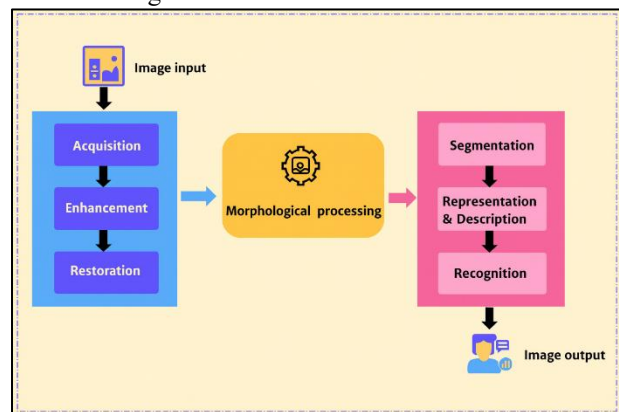 Image input
Acquisition
Enhancement
Restoration
Morphological processing
Segmentation
Representation
& Description
Recognition
Image output